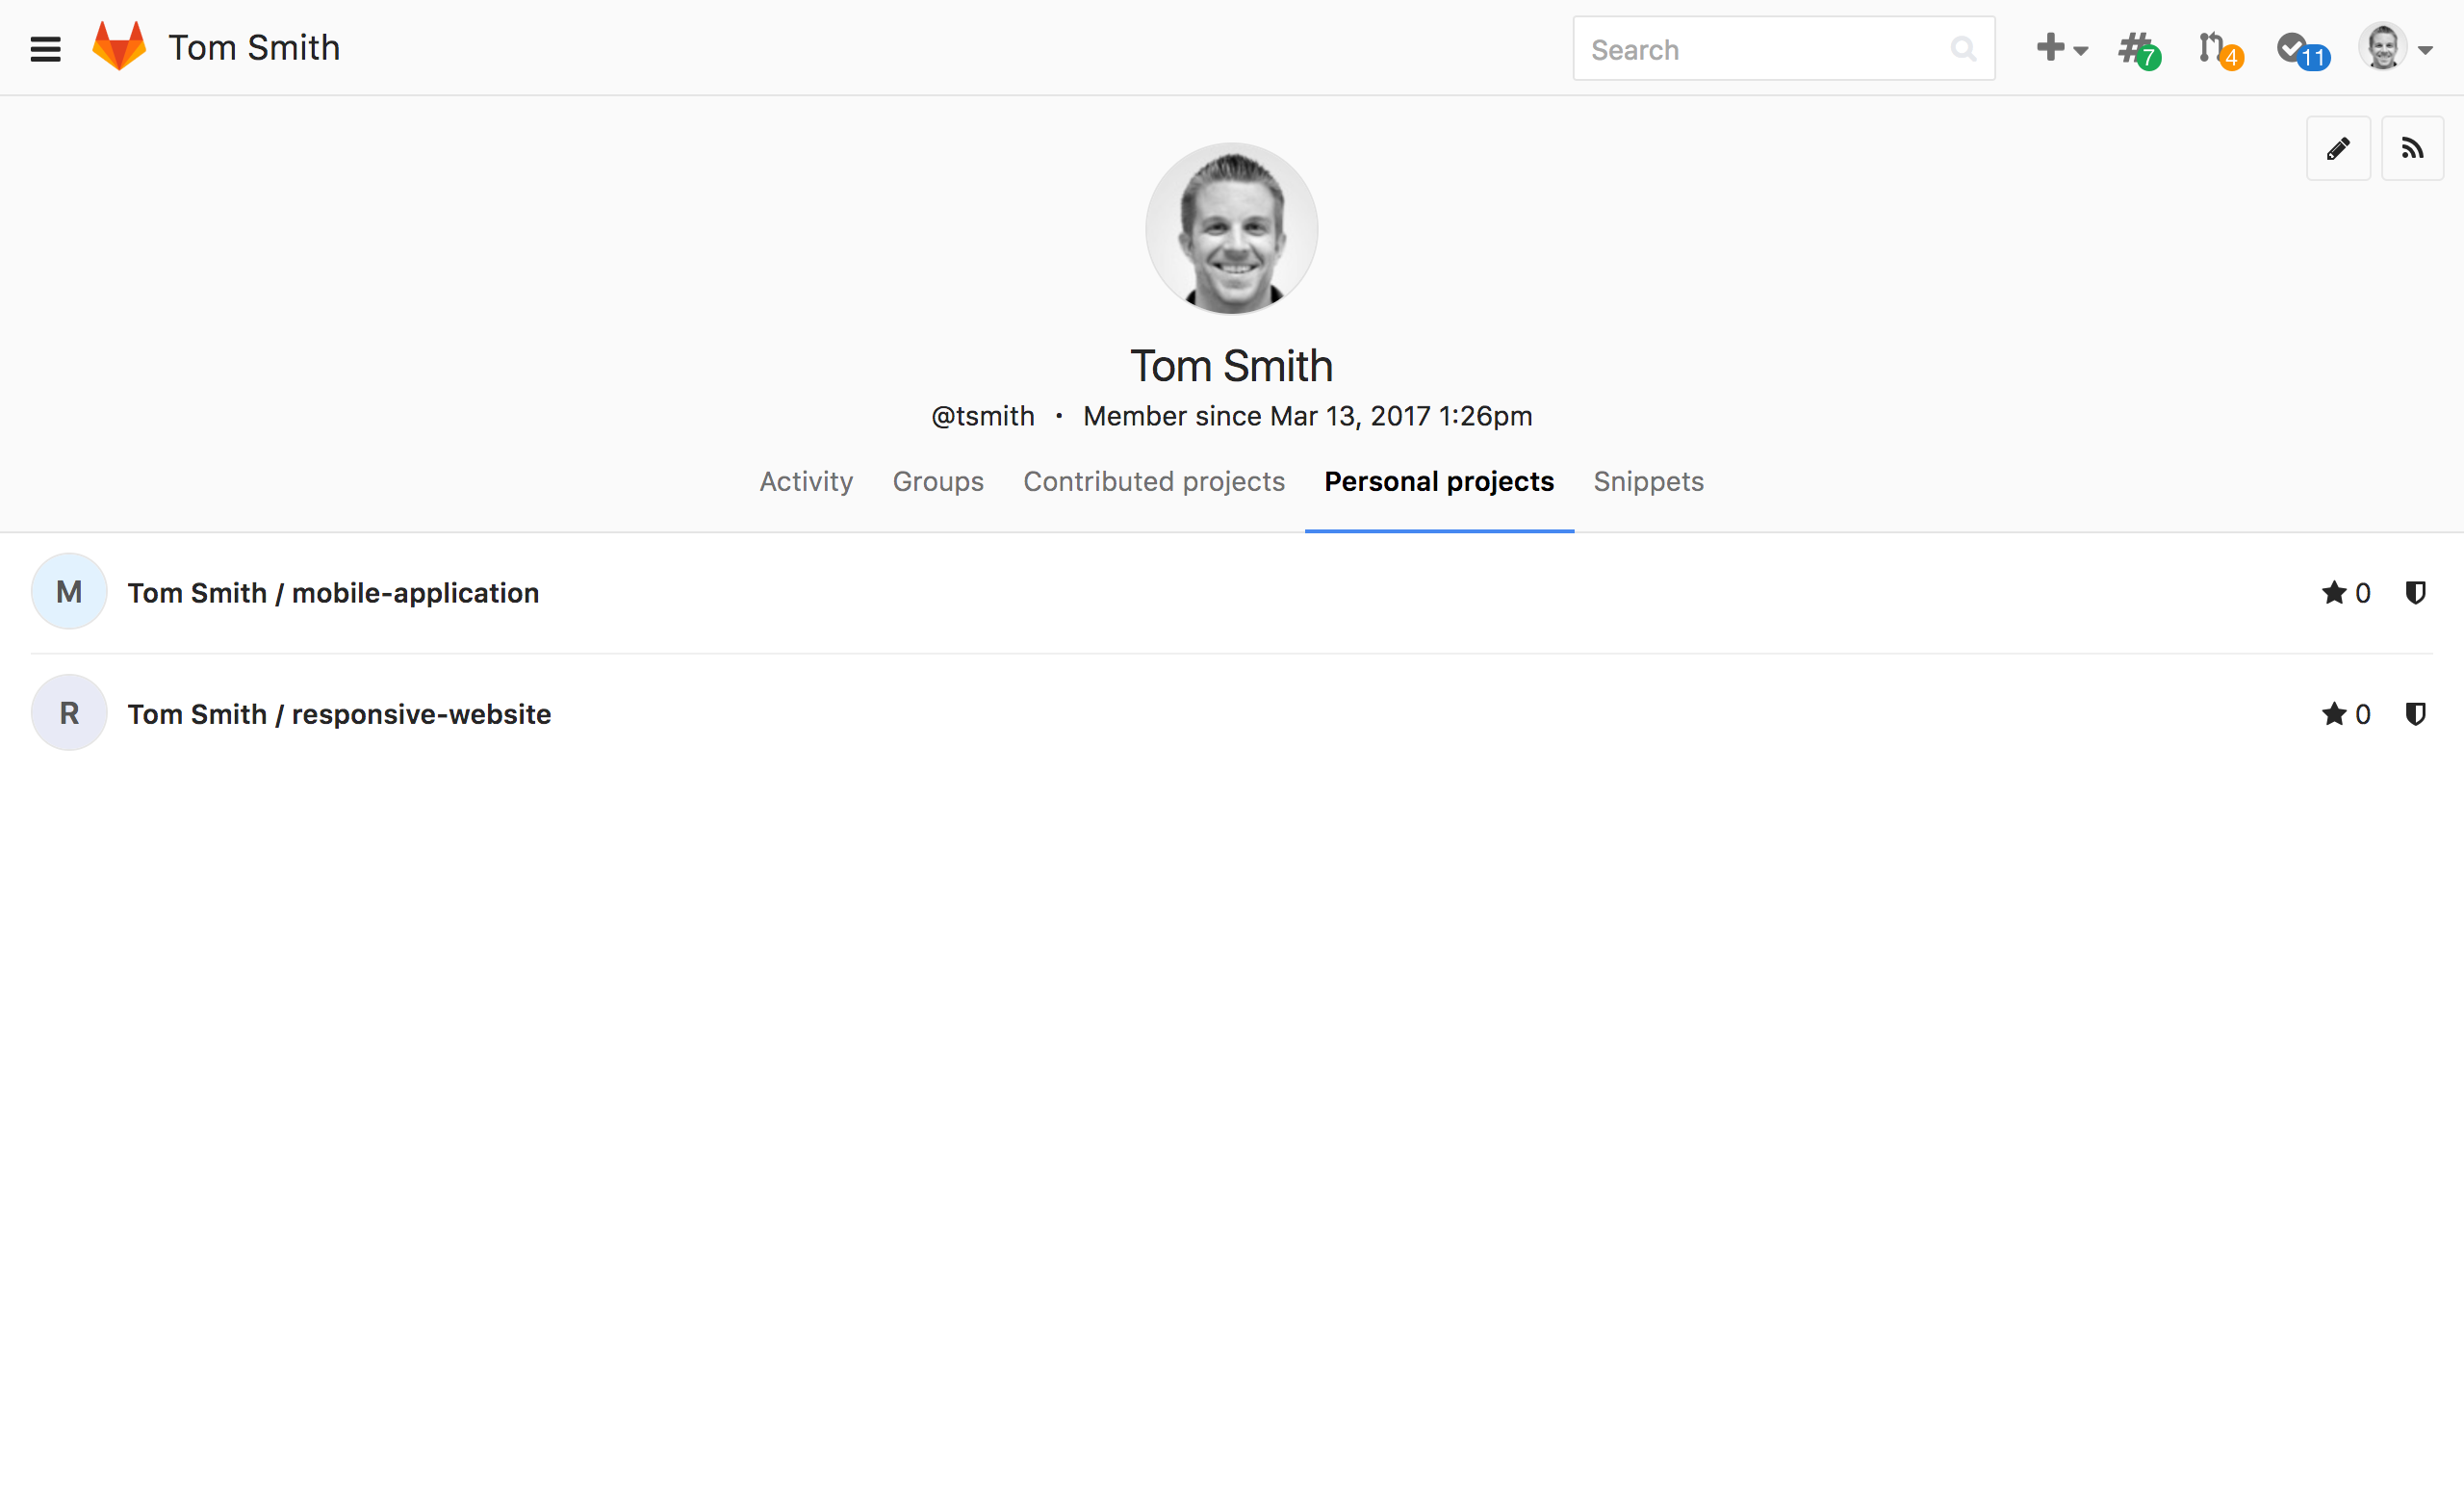 Tom Smith
Search
7
4
11
Tom Smith
@tsmith • Member since Mar 13, 2017 1:26pm
Activity Groups Contributed projects Personal projects Snippets
M Tom Smith / mobile-application 0
R Tom Smith / responsive-website 0